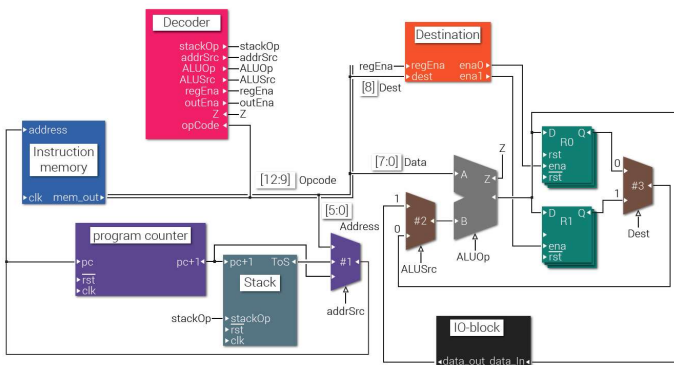 Decoder
stackOp stackOp
addrSrc addrSrc
ALUOp ALUOp
ALUSrc ALUSrc
regEna regEna
outEna outEna
Z Z
opCode
Destination
regEna regEna ena0
dest ena1
[8] Dest
address
Instruction
memory
clk mem_out
[12:9] Opcode
[7:0] Data
[5:0]
Address
A
B
Z
Z
ALUOp
1
0
#2
ALUSrc
D Q
R0
rst
ena
rst
D Q
R1
ena
rst
0
1
#3
Dest
program counter
pc pc+1
rst
clk
pc+1 ToS
Stack
stackOp stackOp
rst
clk
#1
addrSrc
IO-block
data_out data_In